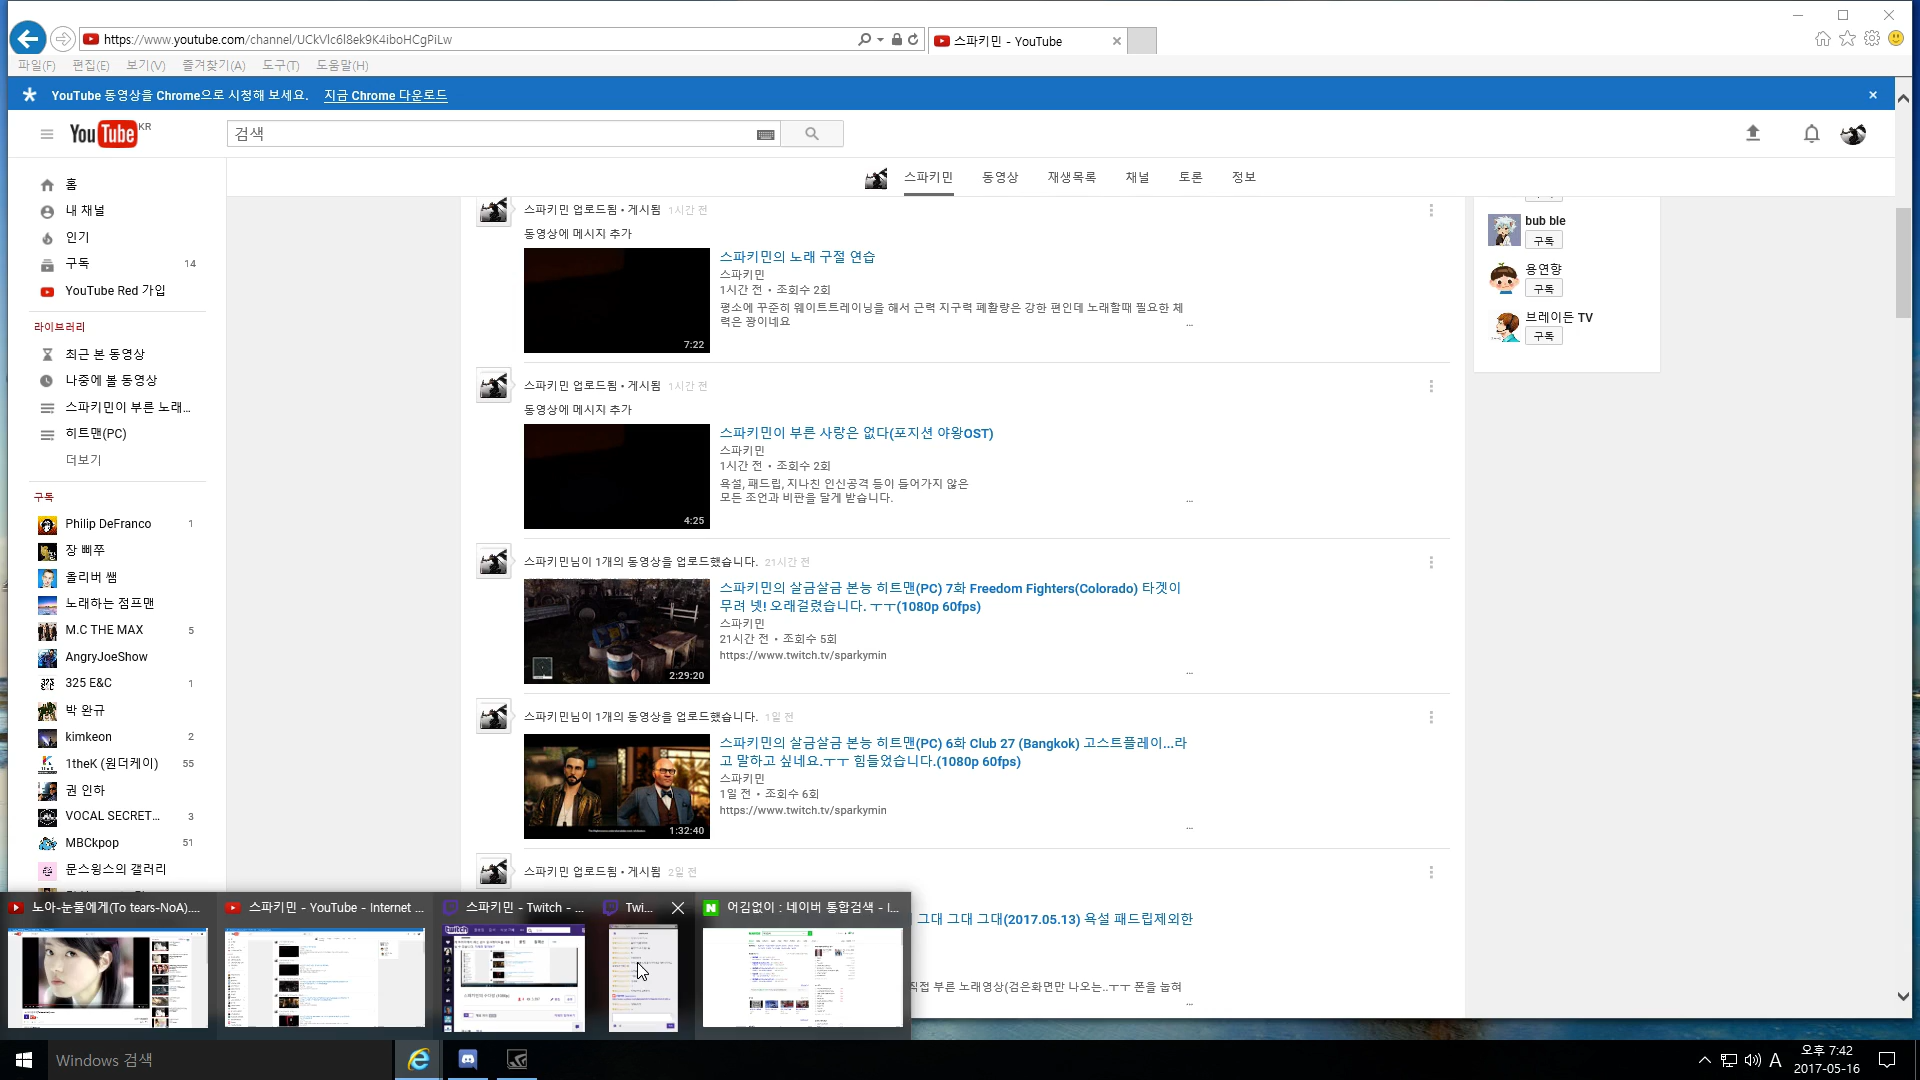 https://www.youtube.com/channel/UCkVlc6l8ek9K4iboHCgPiLw
스파키민 - YouTube
파일(F) 편집(E) 보기(V) 즐겨찾기(A) 도구(T) 도움말(H)
YouTube 동영상을 Chrome으로 시청해 보세요. 지금 Chrome 다운로드
YouTube KR
검색
스파키민 동영상 재생목록 채널 토론 정보
홈
내 채널
인기
구독 14
YouTube Red 가입
라이브러리
최근 본 동영상
나중에 볼 동영상
스파키민이 부른 노래...
히트맨(PC)
더보기
구독
Philip DeFranco 1
장 삐쭈
올리버 쌤
노래하는 점프맨
M.C THE MAX 5
AngryJoeShow
325 E&C 1
박 완규
kimkeon 2
1theK (원더케이) 55
권 인하
VOCAL SECRET... 3
MBCkpop 51
문스윙스의 갤러리
스파키민 업로드됨 • 게시됨 1시간 전
동영상에 메시지 추가
7:22
스파키민의 노래 구절 연습
스파키민
1시간 전 • 조회수 2회
평소에 꾸준히 웨이트트레이닝을 해서 근력 지구력 폐활량은 강한 편인데 노래할때 필요한 체
력은 꽝이네요
...
스파키민 업로드됨 • 게시됨 1시간 전
동영상에 메시지 추가
4:25
스파키민이 부른 사랑은 없다(포지션 야왕OST)
스파키민
1시간 전 • 조회수 2회
욕설, 패드립, 지나친 인신공격 등이 들어가지 않은
모든 조언과 비판을 달게 받습니다.
...
스파키민님이 1개의 동영상을 업로드했습니다. 21시간 전
2:29:20
스파키민의 살금살금 본능 히트맨(PC) 7화 Freedom Fighters(Colorado) 타겟이
무려 넷! 오래걸렸습니다. ㅜㅜ(1080p 60fps)
스파키민
21시간 전 • 조회수 5회
https://www.twitch.tv/sparkymin
...
스파키민님이 1개의 동영상을 업로드했습니다. 1일 전
1:32:40
스파키민의 살금살금 본능 히트맨(PC) 6화 Club 27 (Bangkok) 고스트플레이...라
고 말하고 싶네요.ㅜㅜ 힘들었습니다.(1080p 60fps)
스파키민
1일 전 • 조회수 6회
https://www.twitch.tv/sparkymin
...
스파키민 업로드됨 • 게시됨 2일 전
그대 그대 그대(2017.05.13) 욕설 패드립제외한
직접 부른 노래영상(검은화면만 나오는..ㅜㅜ 폰을 눕혀
...
구독
bub ble
구독
용연향
구독
브레이든 TV
구독
노아-눈물에게(To tears-NoA)....
스파키민 - YouTube - Internet ...
스파키민 - Twitch - ...
Twi...
어김없이 : 네이버 통합검색 - I...
twitch
Windows 검색
A
오후 7:42
2017-05-16